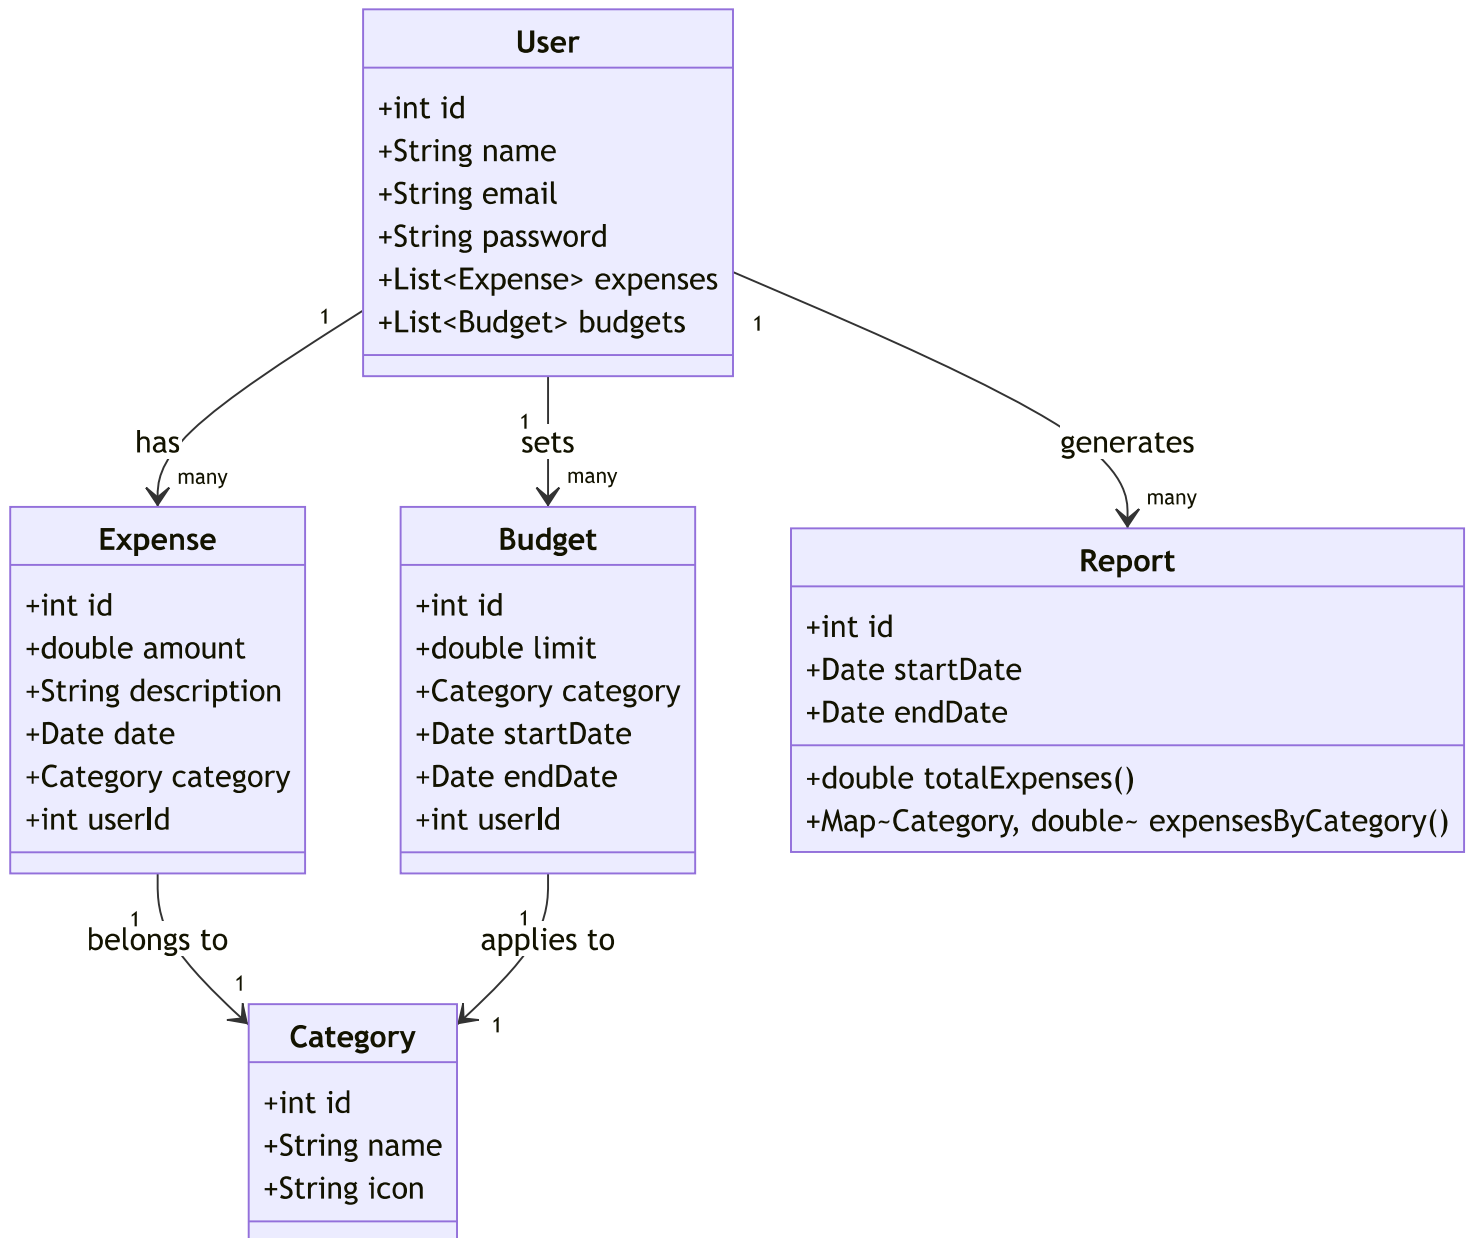 User
+int id
+String name
+String email
+String password
+List<Expense> expenses
+List<Budget> budgets
1
1
1
has
sets
generates
many
many
many
Expense
+int id
+double amount
+String description
+Date date
+Category category
+int userId
Budget
+int id
+double limit
+Category category
+Date startDate
+Date endDate
+int userId
Report
+int id
+Date startDate
+Date endDate
+double totalExpenses()
+Map~Category, double~ expensesByCategory()
1
belongs to
1
1
applies to
1
Category
+int id
+String name
+String icon